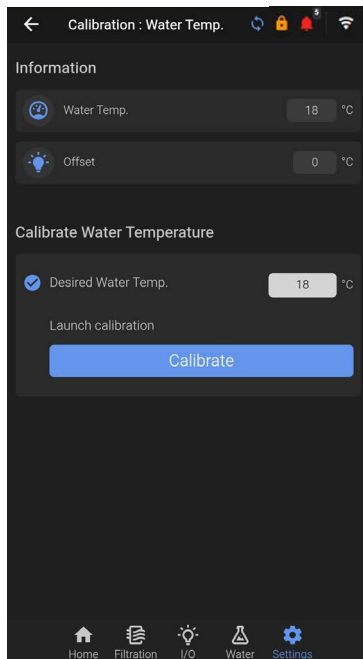 Calibration : Water Temp.
5
Information
Water Temp. 18 °C
Offset 0 °C
Calibrate Water Temperature
Desired Water Temp. 18 °C
Launch calibration
Calibrate
Home Filtration I/O Water Settings